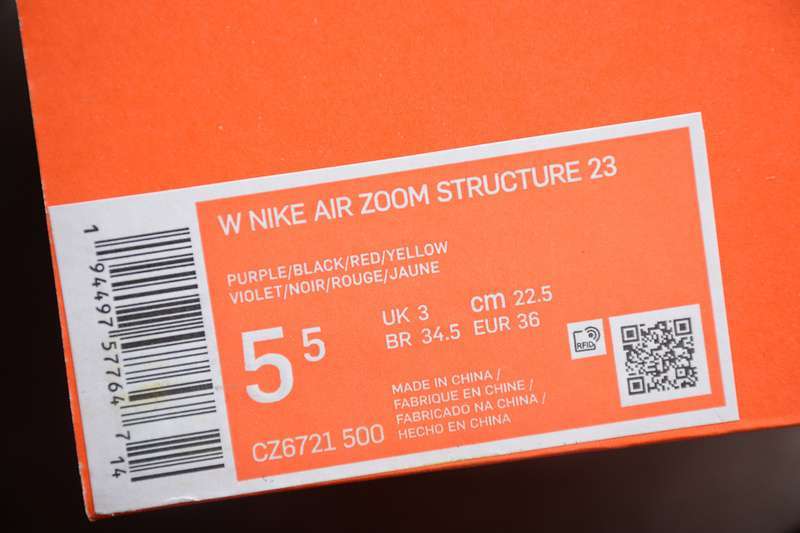 W NIKE AIR ZOOM STRUCTURE 23
PURPLE/BLACK/RED/YELLOW
VIOLET/NOIR/ROUGE/JAUNE
5 5
UK 3 cm 22.5
BR 34.5 EUR 36
RFID
MADE IN CHINA /
FABRIQUE EN CHINE /
FABRICADO NA CHINA /
HECHO EN CHINA
CZ6721 500
1 94497 57764 7 14